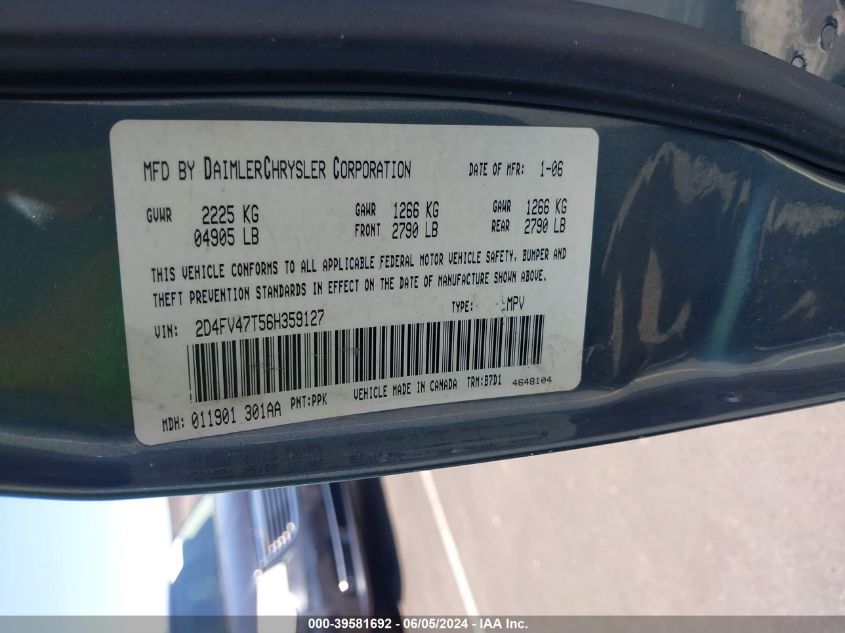 MFD BY DAIMLERCHRYSLER CORPORATION DATE OF MFR: 1-06
GVWR 2225 KG GAWR 1266 KG GAWR 1266 KG
04905 LB FRONT 2790 LB REAR 2790 LB
THIS VEHICLE CONFORMS TO ALL APPLICABLE FEDERAL MOTOR VEHICLE SAFETY, BUMPER AND
THEFT PREVENTION STANDARDS IN EFFECT ON THE DATE OF MANUFACTURE SHOWN ABOVE.
VIN: 2D4FV47T56H359127 TYPE: MPV
MDH: 011901 301AA PNT:PPK VEHICLE MADE IN CANADA TRM:B7D1 4648104
000-39581692 - 06/05/2024 - IAA Inc.